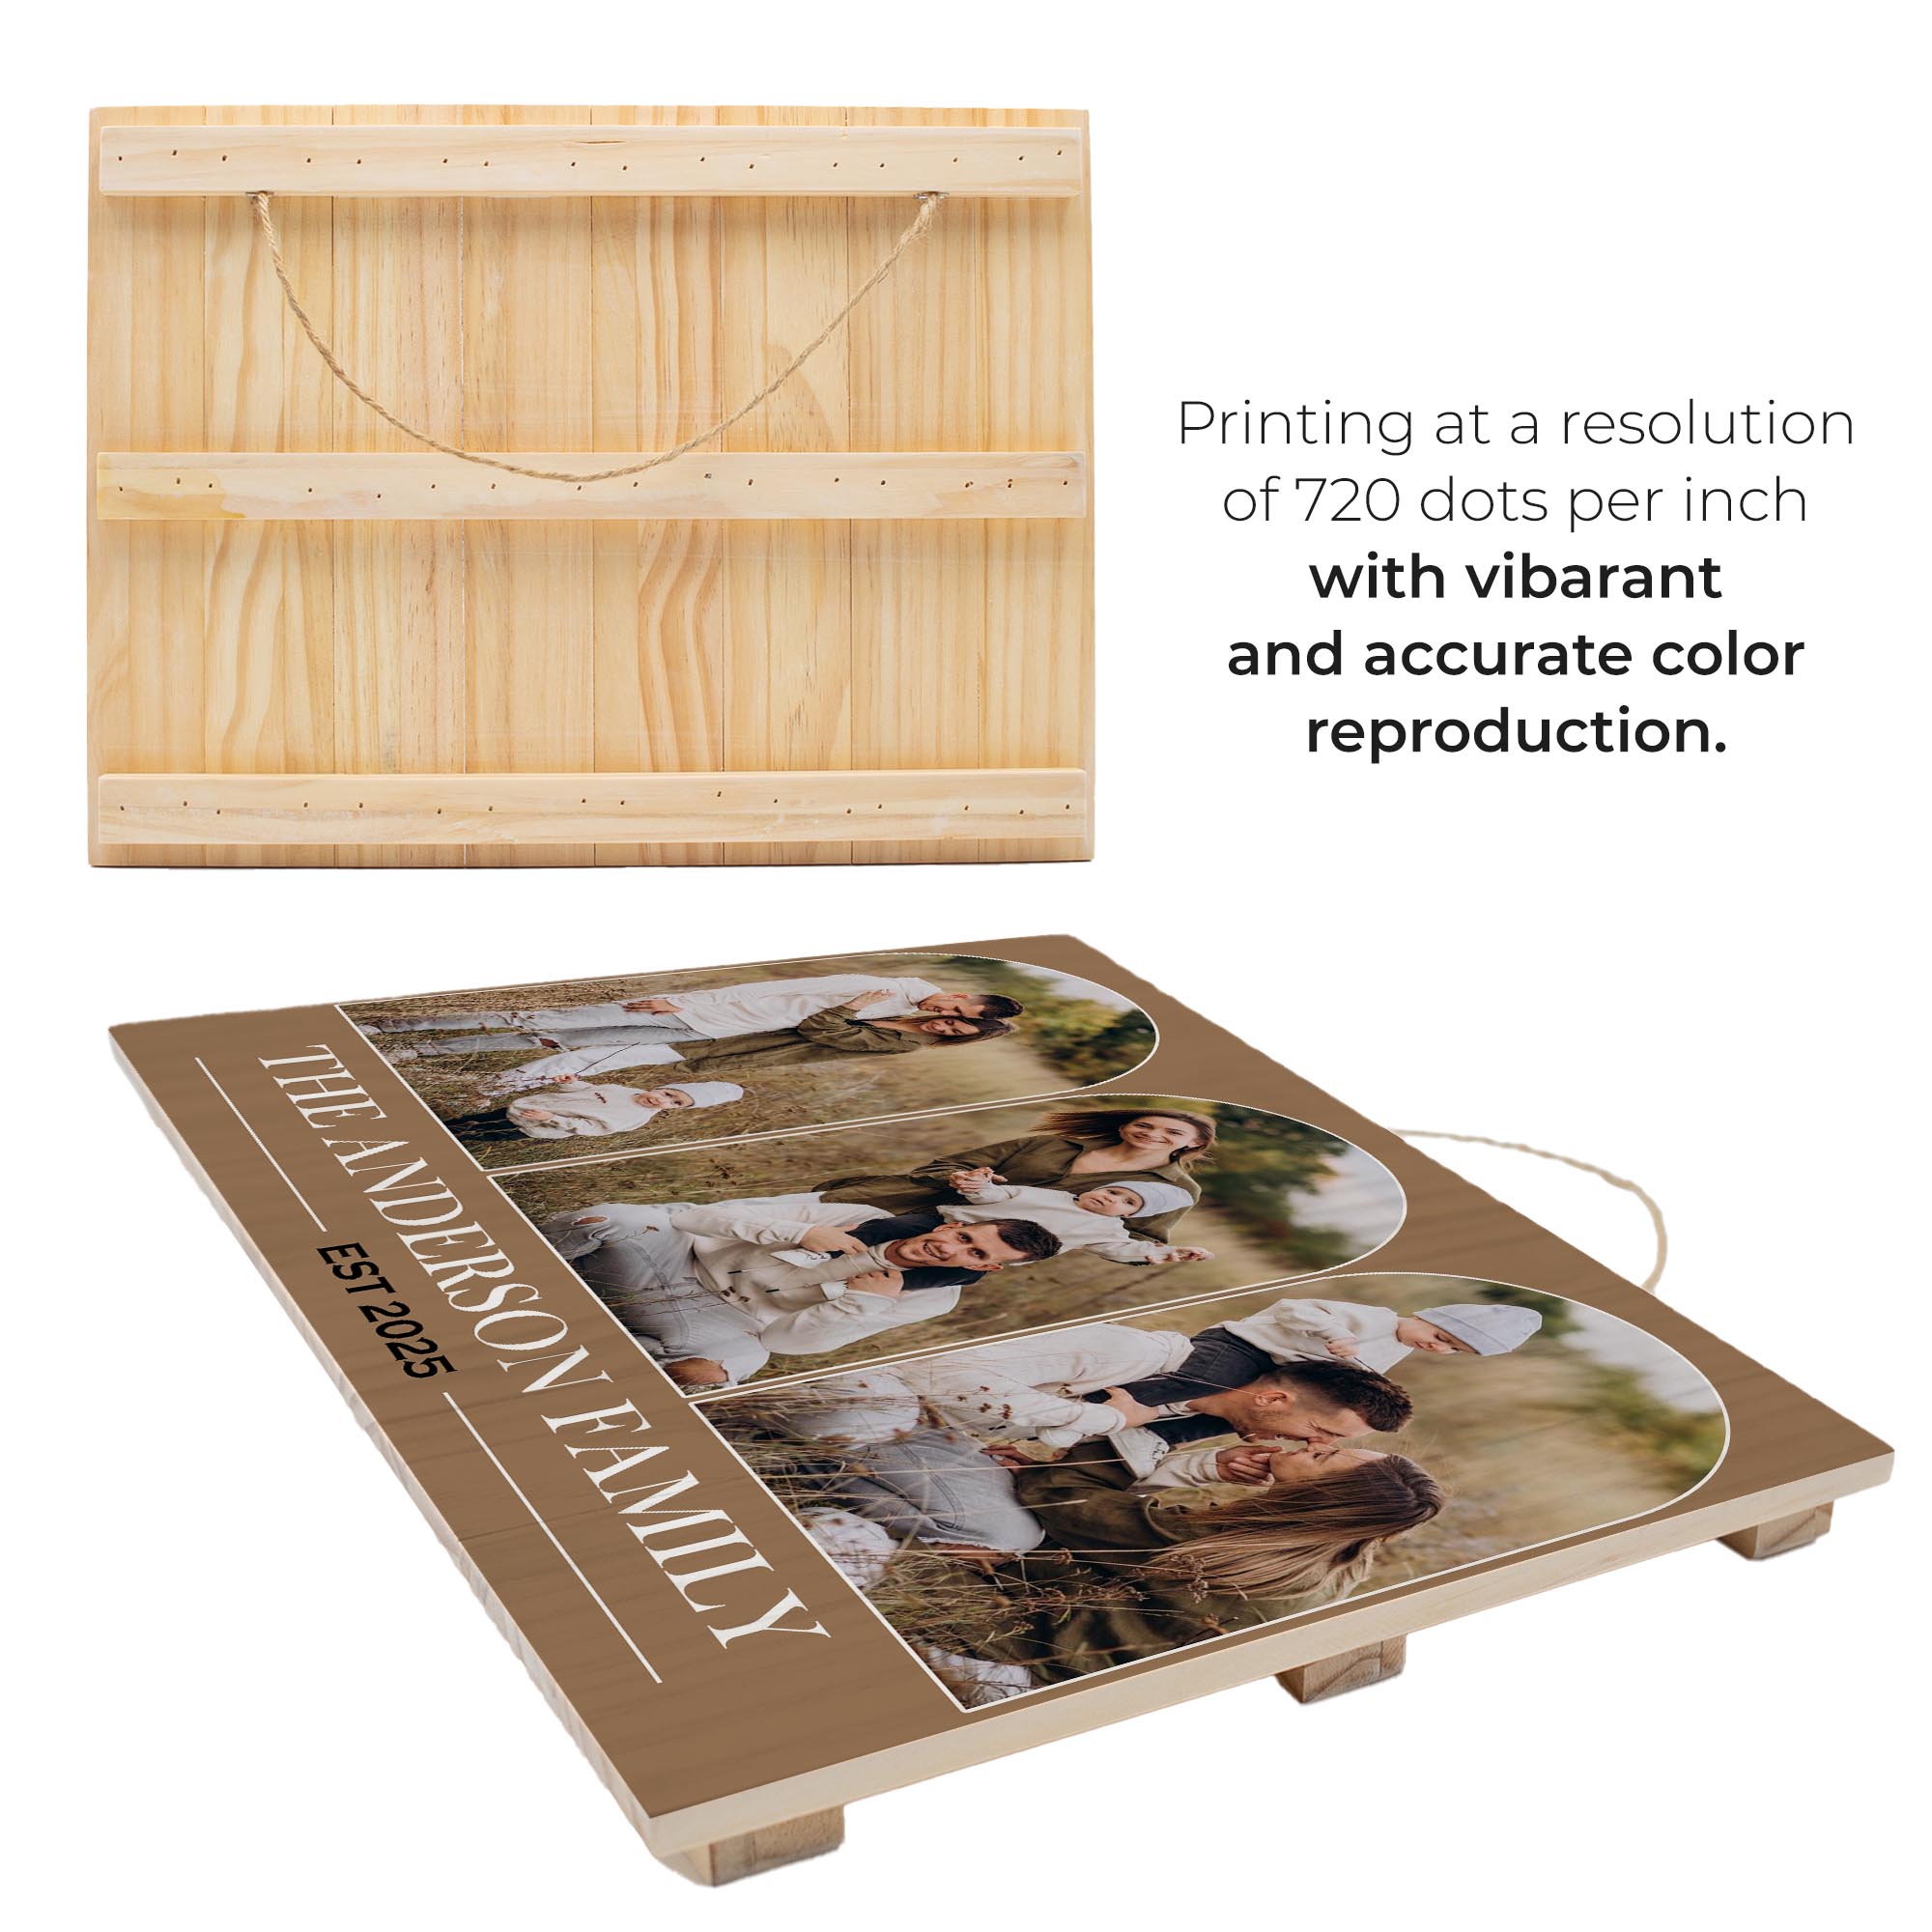 Printing at a resolution
of 720 dots per inch
with vibarant
and accurate color
reproduction.
THE ANDERSON FAMILY
EST 2025